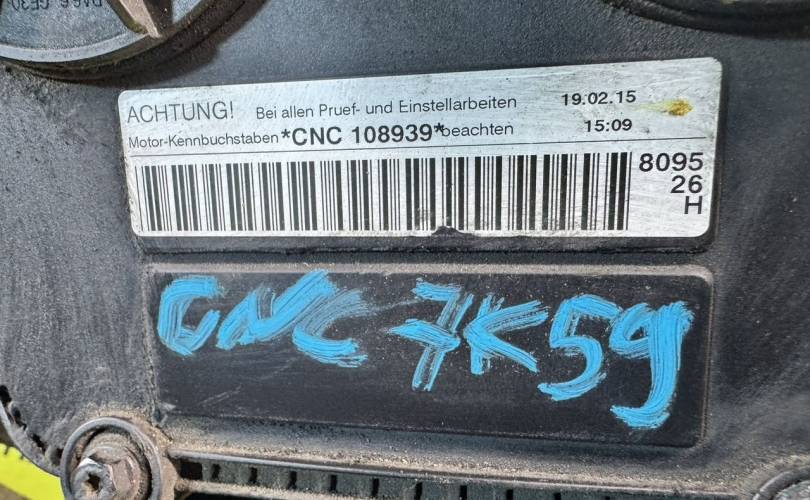 ACHTUNG! Bei allen Pruef- und Einstellarbeiten 19.02.15
Motor-Kennbuchstaben *CNC 108939* beachten 15:09
8095
26
H
CNC 7K59